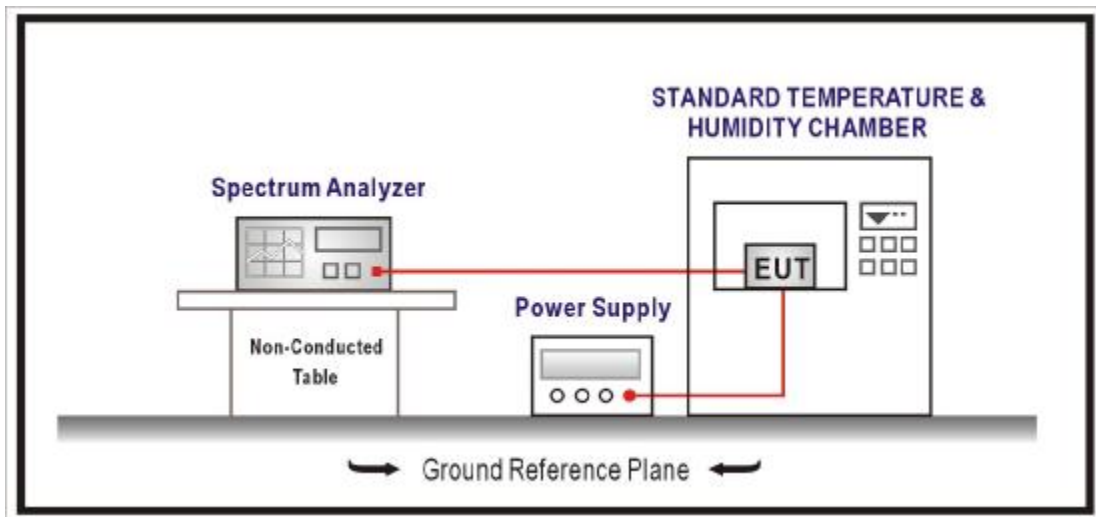 STANDARD TEMPERATURE &
HUMIDITY CHAMBER
Spectrum Analyzer
EUT
Power Supply
Non-Conducted
Table
Ground Reference Plane